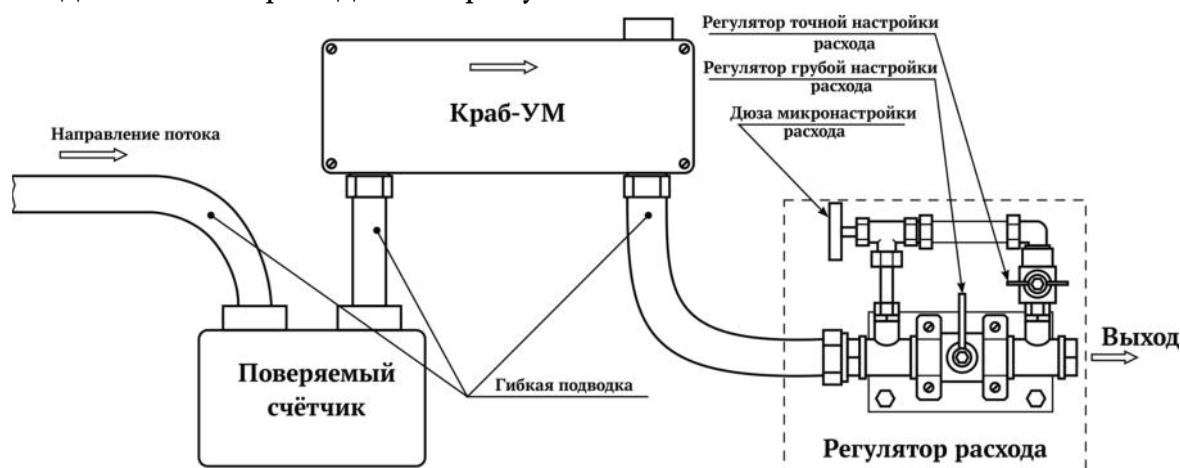 Регулятор точной настройки
расхода
Регулятор грубой настройки
расхода
Дюза микронастройки
расхода
Краб-УМ
Направление потока
Выход
Поверяемый
счётчик
Гибкая подводка
Регулятор расхода